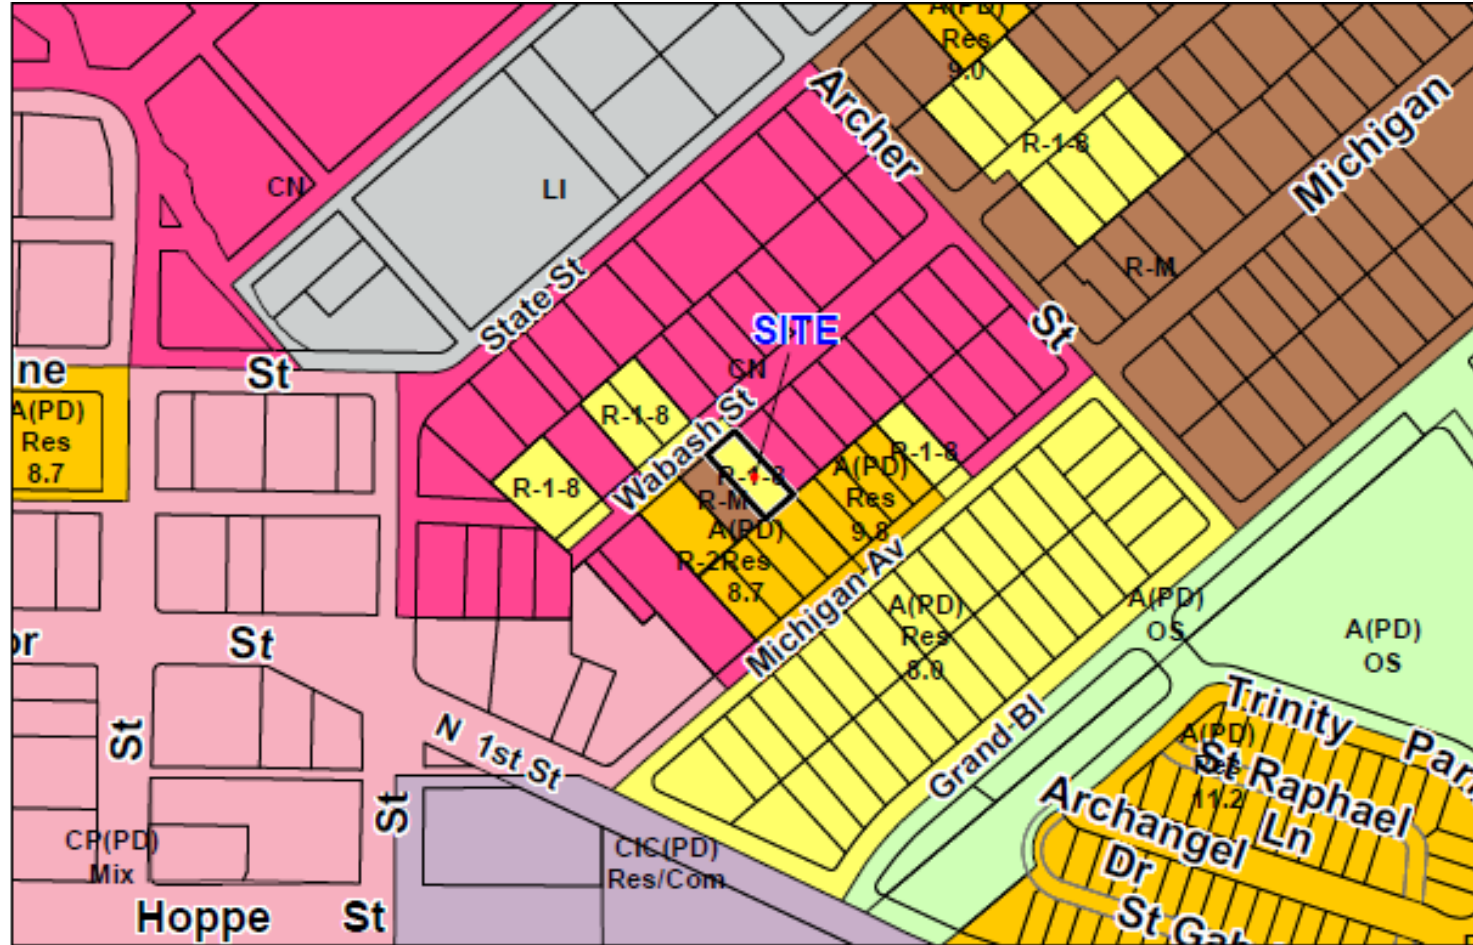 A(PD)
Res
9.0
Archer
St
Michigan
R-1-8
R-M
CN
LI
State St
SITE
CN
ne
St
A(PD)
Res
8.7
R-1-8
R-1-8
Wabash St
R-1-8
R-M
R-1-8
A(PD)
Res
9.8
A(PD)
Res
8.7
R-2
Michigan Av
A(PD)
Res
8.0
A(PD)
OS
A(PD)
OS
or
St
St
N 1st St
Grand Bl
Trinity Park
A(PD)
Res
11.2
St Raphael
Ln
Archangel
Dr
St Gab
St
CP(PD)
Mix
CIC(PD)
Res/Com
Hoppe St